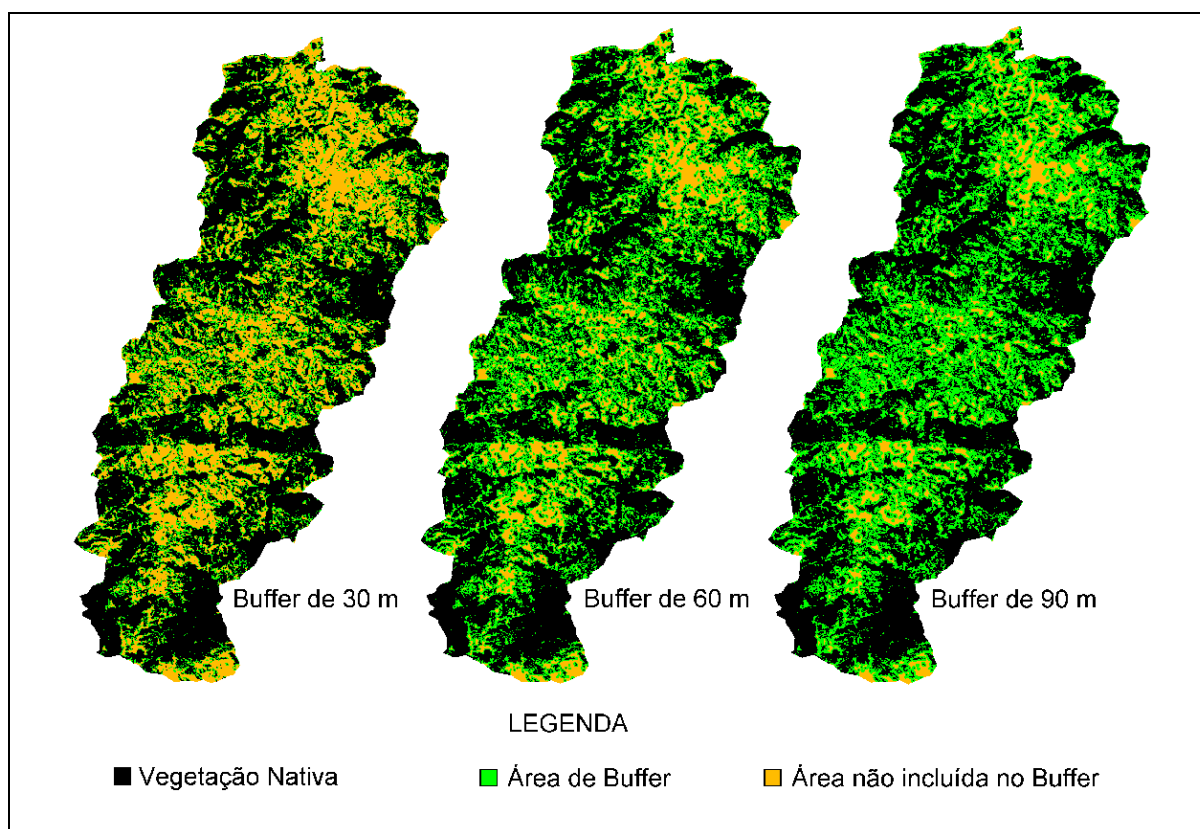 Buffer de 30 m
Buffer de 60 m
Buffer de 90 m
LEGENDA
Vegetação Nativa
Área de Buffer
Área não incluída no Buffer